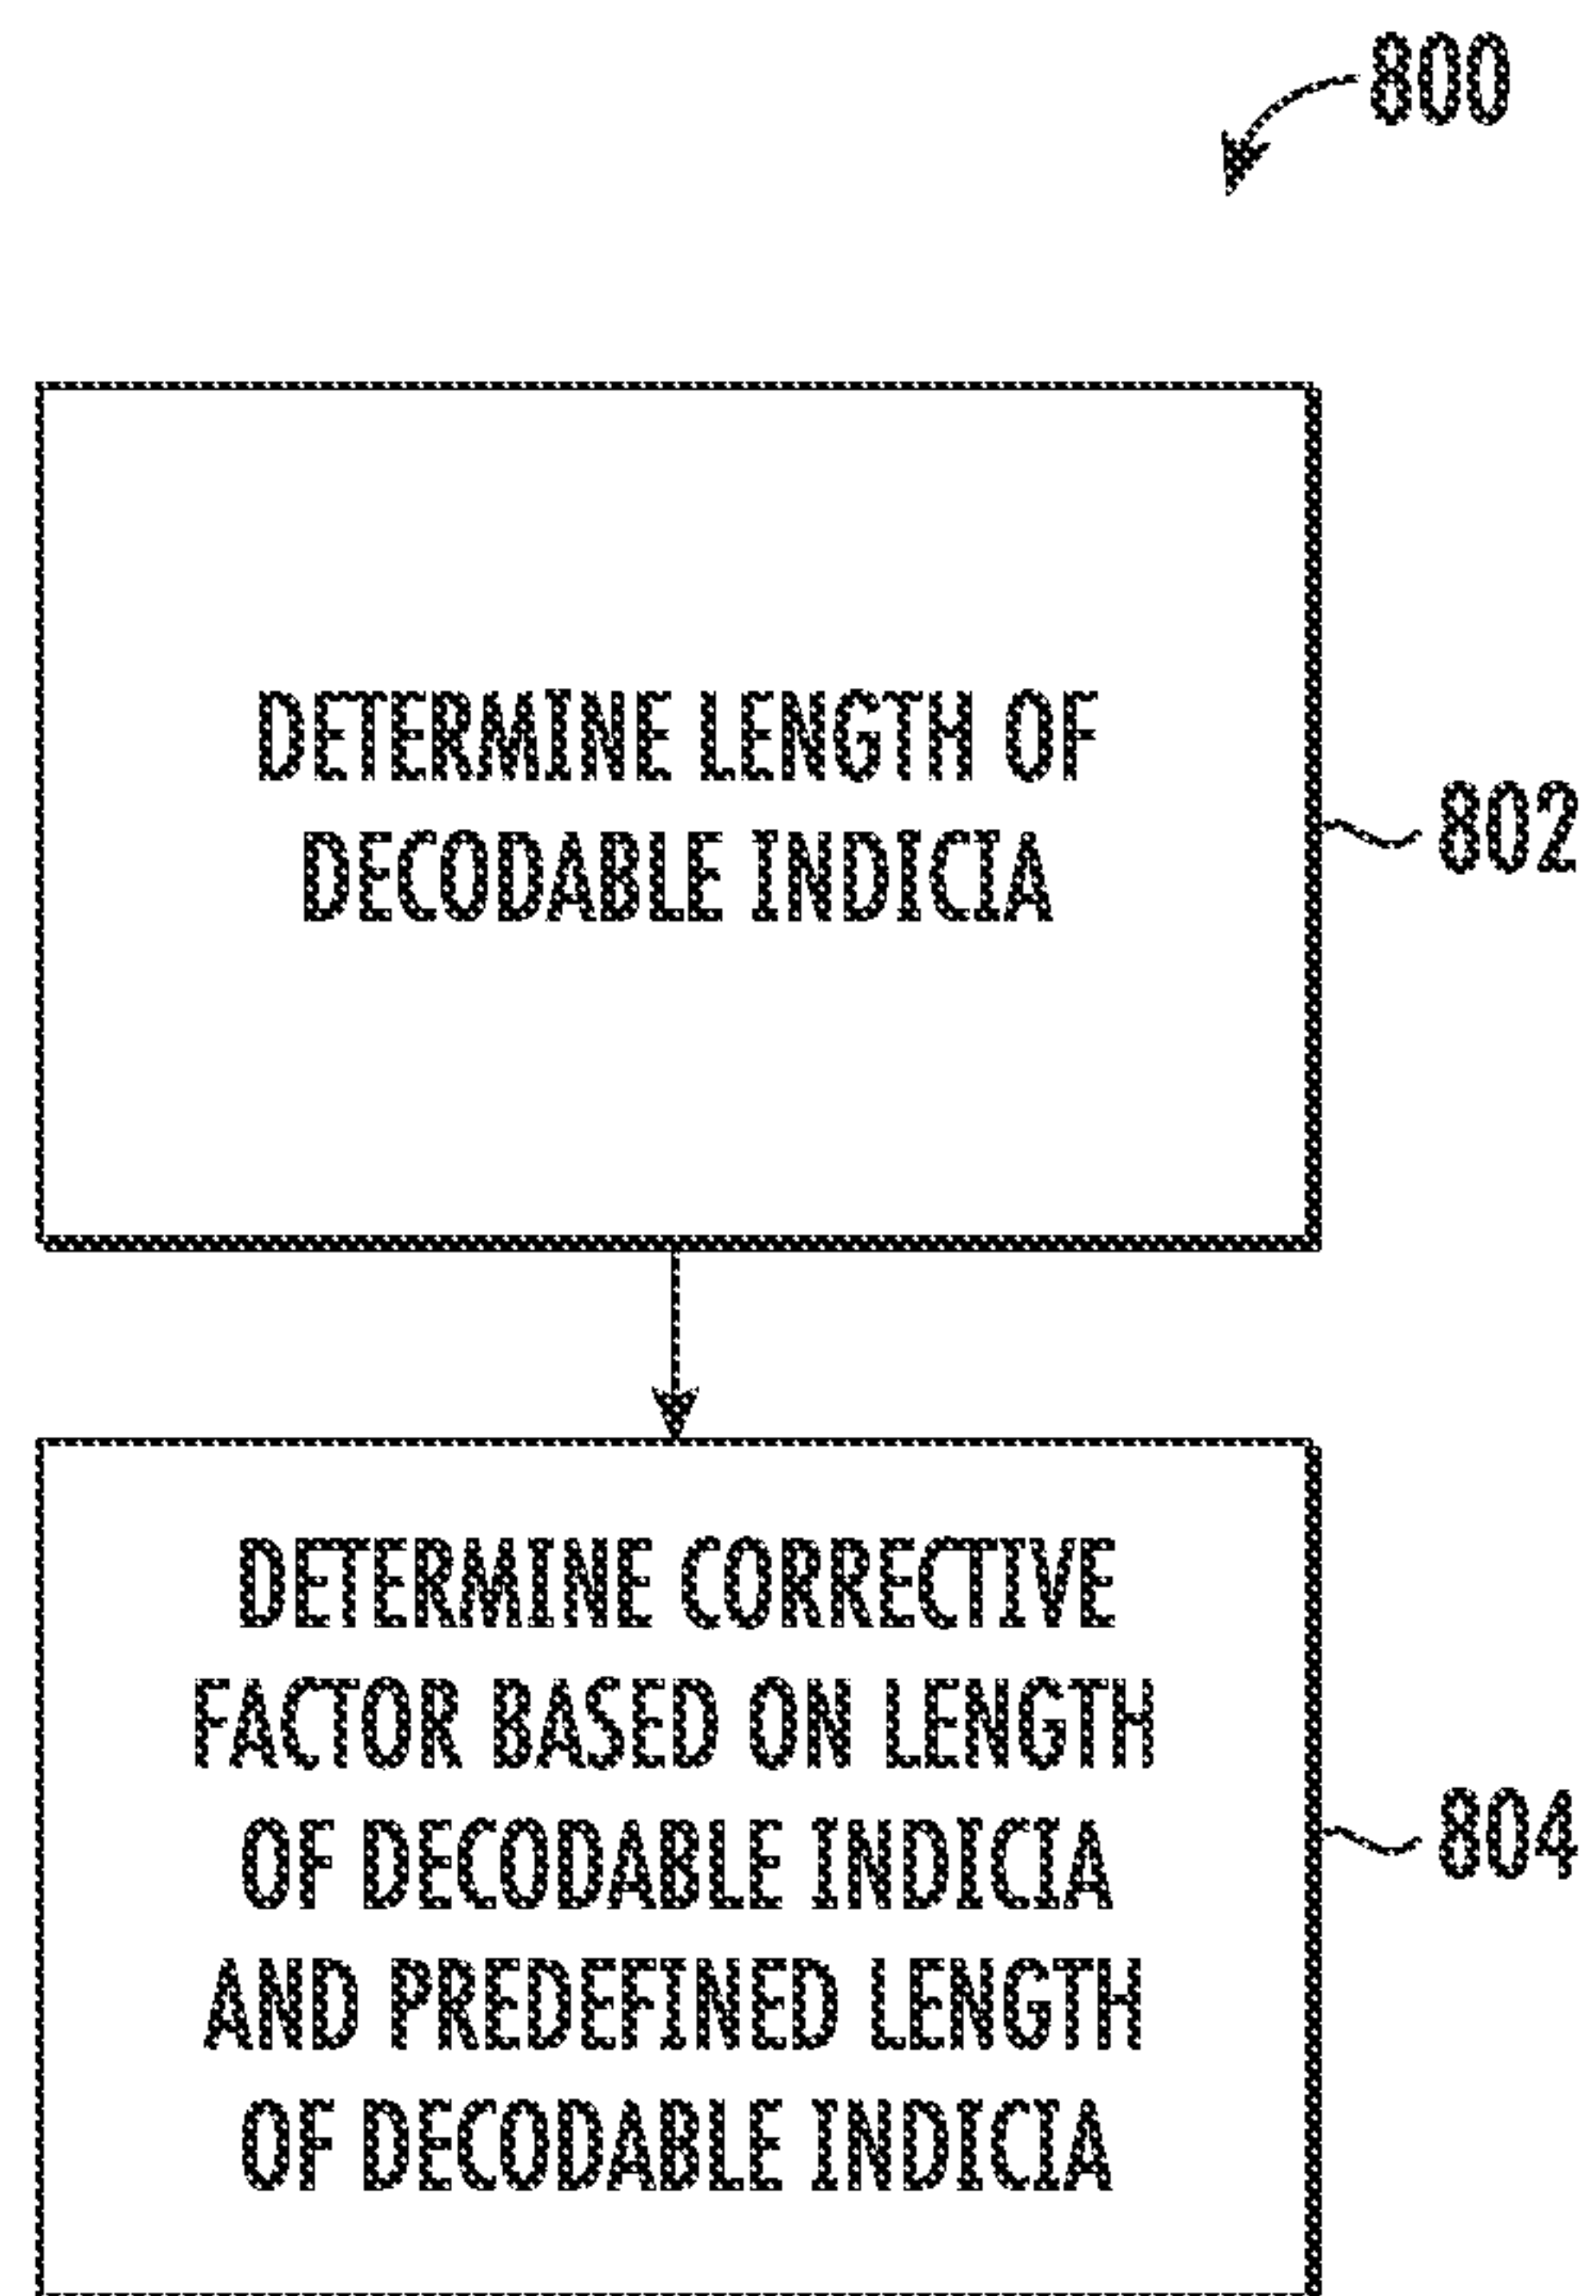 800
DETERMINE LENGTH OF
DECODABLE INDICIA
802
DETERMINE CORRECTIVE
FACTOR BASED ON LENGTH
OF DECODABLE INDICIA
AND PREDEFINED LENGTH
OF DECODABLE INDICIA
804